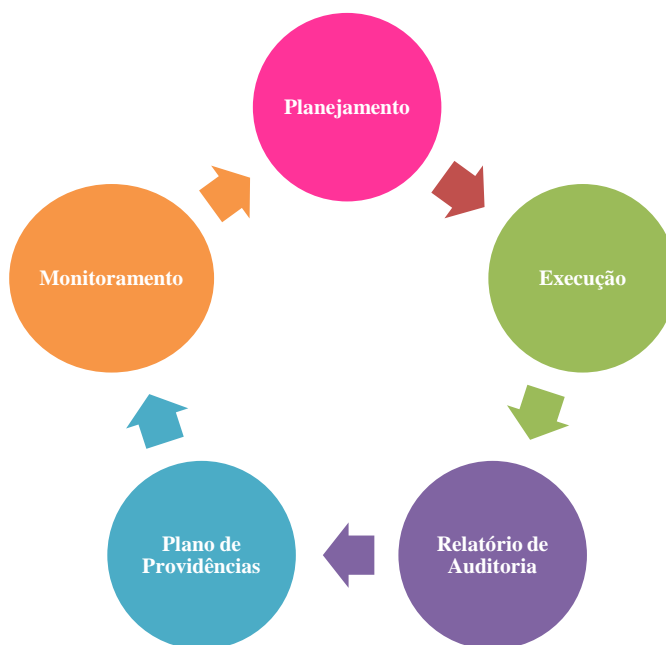 Planejamento
Execução
Relatório de
Auditoria
Plano de
Providências
Monitoramento